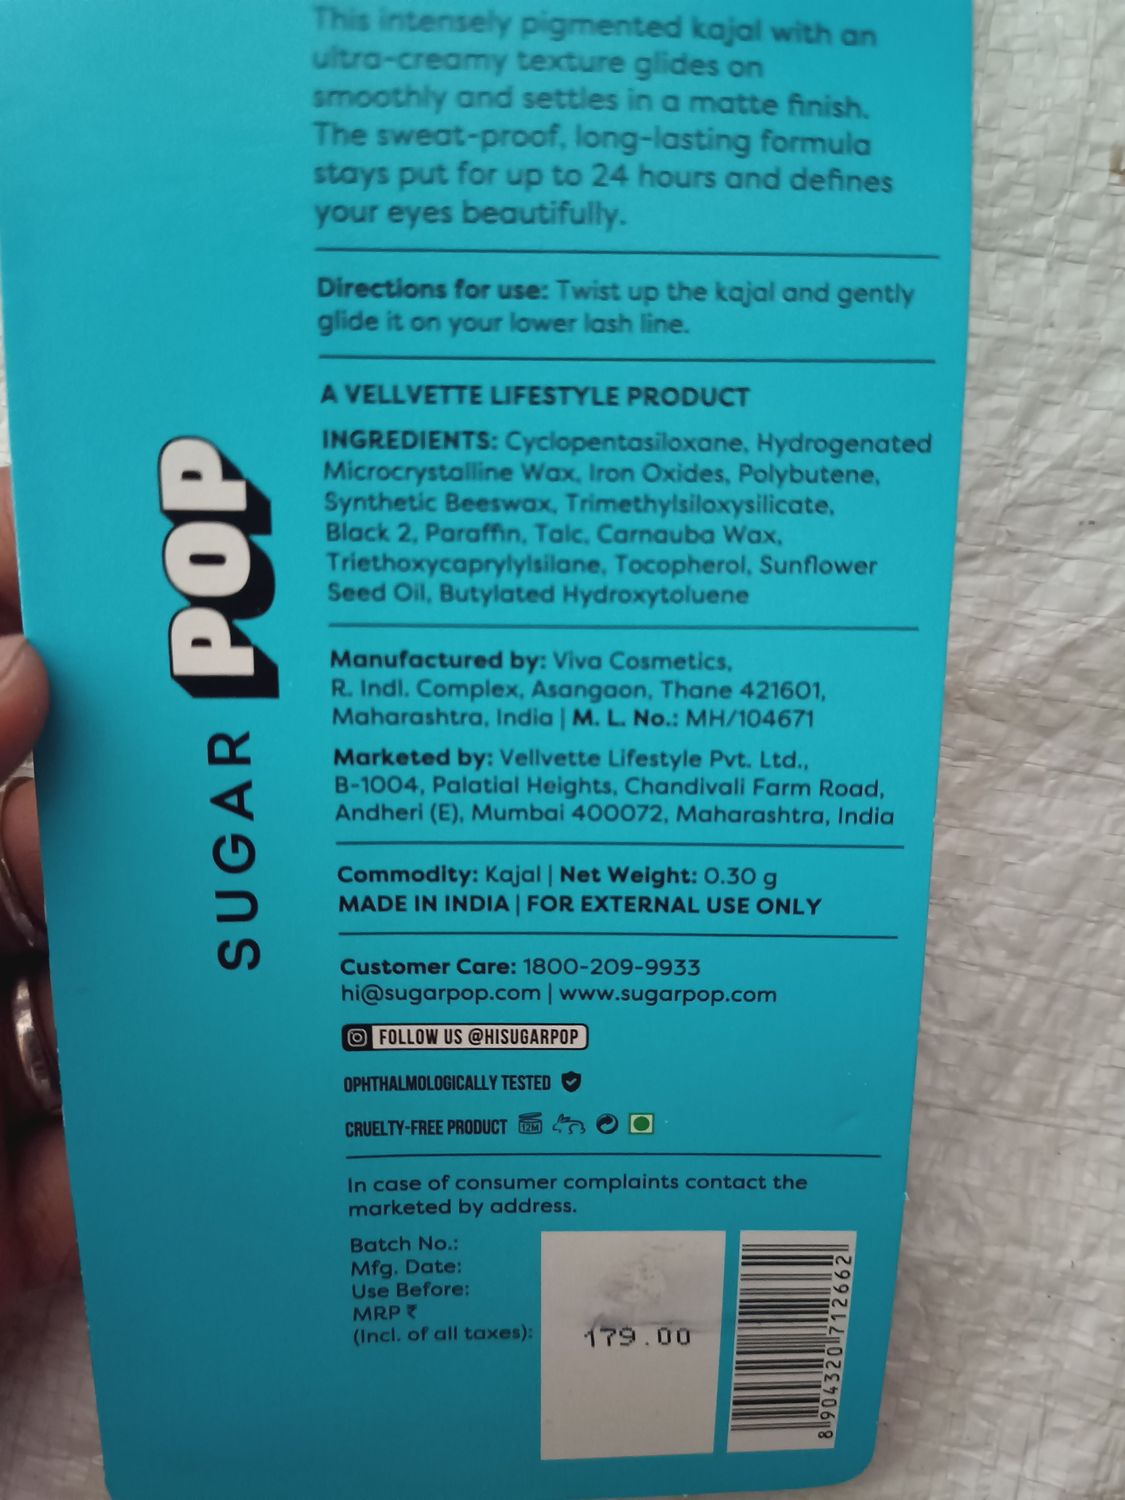 This intensely pigmented kajal with an
ultra-creamy texture glides on
smoothly and settles in a matte finish.
The sweat-proof, long-lasting formula
stays put for up to 24 hours and defines
your eyes beautifully.
Directions for use: Twist up the kajal and gently
glide it on your lower lash line.
A VELLVETTE LIFESTYLE PRODUCT
INGREDIENTS: Cyclopentasiloxane, Hydrogenated
Microcrystalline Wax, Iron Oxides, Polybutene,
Synthetic Beeswax, Trimethylsiloxysilicate,
Black 2, Paraffin, Talc, Carnauba Wax,
Triethoxycaprylylsilane, Tocopherol, Sunflower
Seed Oil, Butylated Hydroxytoluene
Manufactured by: Viva Cosmetics,
R. Indl. Complex, Asangaon, Thane 421601,
Maharashtra, India | M. L. No.: MH/104671
Marketed by: Vellvette Lifestyle Pvt. Ltd.,
B-1004, Palatial Heights, Chandivali Farm Road,
Andheri (E), Mumbai 400072, Maharashtra, India
Commodity: Kajal | Net Weight: 0.30 g
MADE IN INDIA | FOR EXTERNAL USE ONLY
Customer Care: 1800-209-9933
hi@sugarpop.com | www.sugarpop.com
FOLLOW US @HISUGARPOP
OPHTHALMOLOGICALLY TESTED
CRUELTY-FREE PRODUCT 12M
In case of consumer complaints contact the
marketed by address.
Batch No.:
Mfg. Date:
Use Before:
MRP ₹
(Incl. of all taxes): 179.00
8904320712662
SUGAR POP